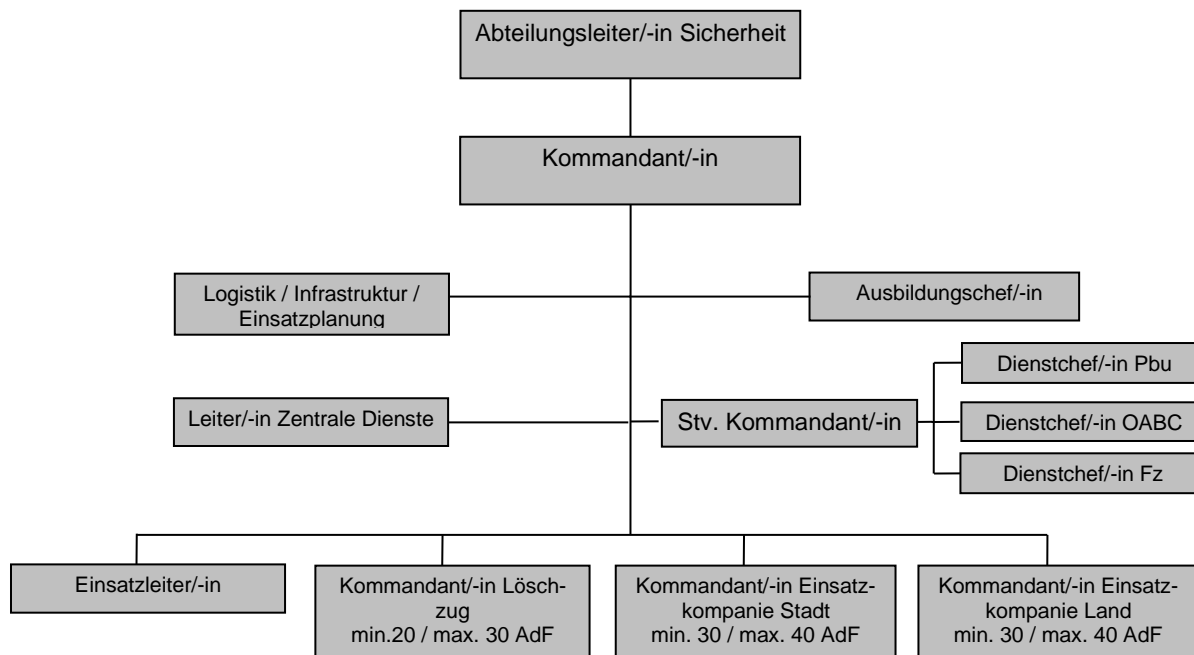 Abteilungsleiter/-in Sicherheit
Kommandant/-in
Logistik / Infrastruktur /
Einsatzplanung
Ausbildungschef/-in
Dienstchef/-in Pbu
Leiter/-in Zentrale Dienste
Stv. Kommandant/-in
Dienstchef/-in OABC
Dienstchef/-in Fz
Einsatzleiter/-in
Kommandant/-in Lösch-
zug
min.20 / max. 30 AdF
Kommandant/-in Einsatz-
kompanie Stadt
min. 30 / max. 40 AdF
Kommandant/-in Einsatz-
kompanie Land
min. 30 / max. 40 AdF